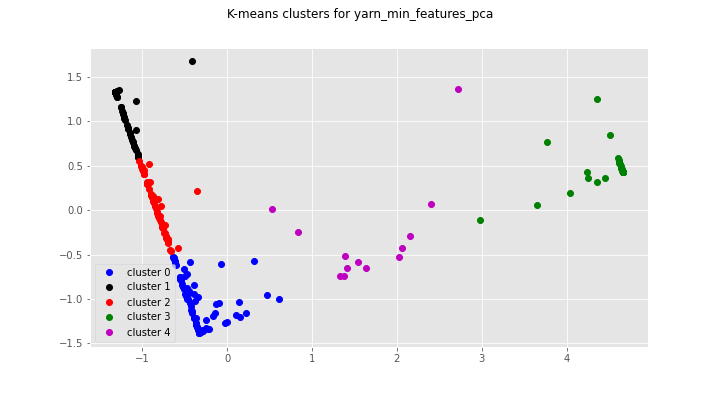 K-means clusters for yarn_min_features_pca
1.5
1.0
0.5
0.0
−0.5
−1.0
−1.5
cluster 0
cluster 1
cluster 2
cluster 3
cluster 4
−1 0 1 2 3 4